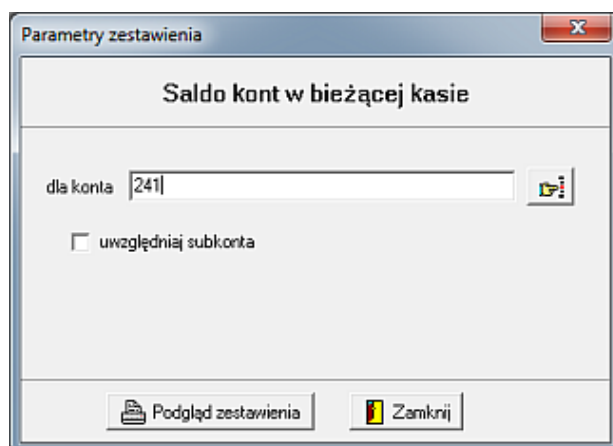 Parametry zestawienia
Saldo kont w bieżącej kasie
dla konta 241
uwzględniaj subkonta
Podgląd zestawienia Zamknij